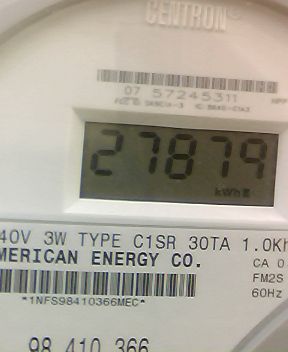 CENTRON
07 57245311
27879
kWh
40V 3W TYPE C1SR 30TA 1.0Kh
MERICAN ENERGY CO.
CA 0
FM2S
60Hz
*1NFS98410366MEC*
98 410 366